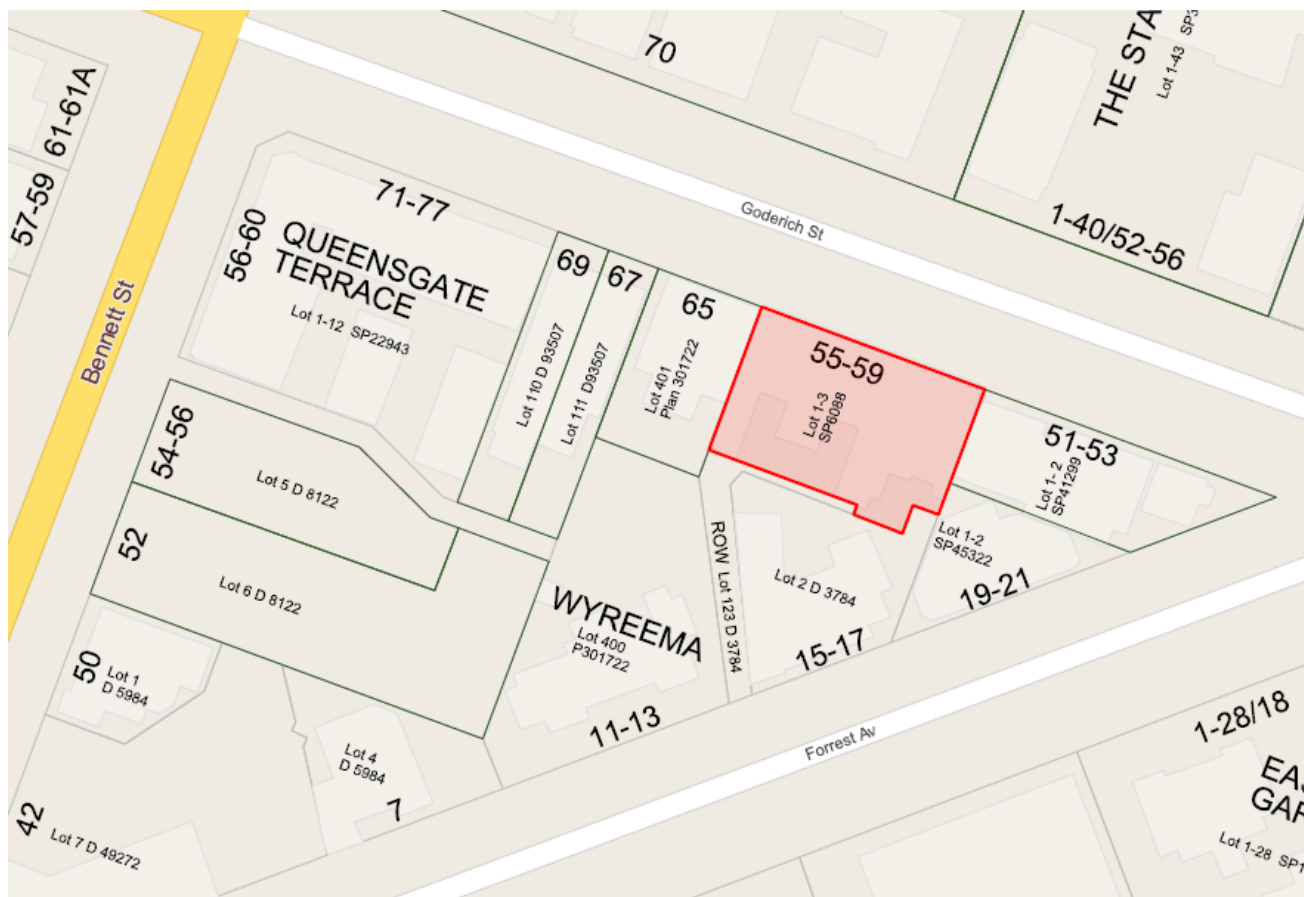 70
THE STA
Lot 1-43 SP3
61-61A
57-59
Bennett St
71-77
56-60
QUEENSGATE
TERRACE
Lot 1-12 SP22943
69
67
65
Goderich St
1-40/52-56
Lot 110 D 93507
Lot 111 D93507
Lot 401
Plan 301722
55-59
Lot 1-3
SP6088
51-53
Lot 1- 2
SP41299
54-56
Lot 5 D 8122
52
Lot 6 D 8122
ROW Lot 123 D 3784
Lot 2 D 3784
15-17
Lot 1-2
SP45322
19-21
WYREEMA
Lot 400
P301722
11-13
50
Lot 1
D 5984
Lot 4
D 5984
7
42
Lot 7 D 49272
Forrest Av
1-28/18
EAS
GAR
Lot 1-28 SP1